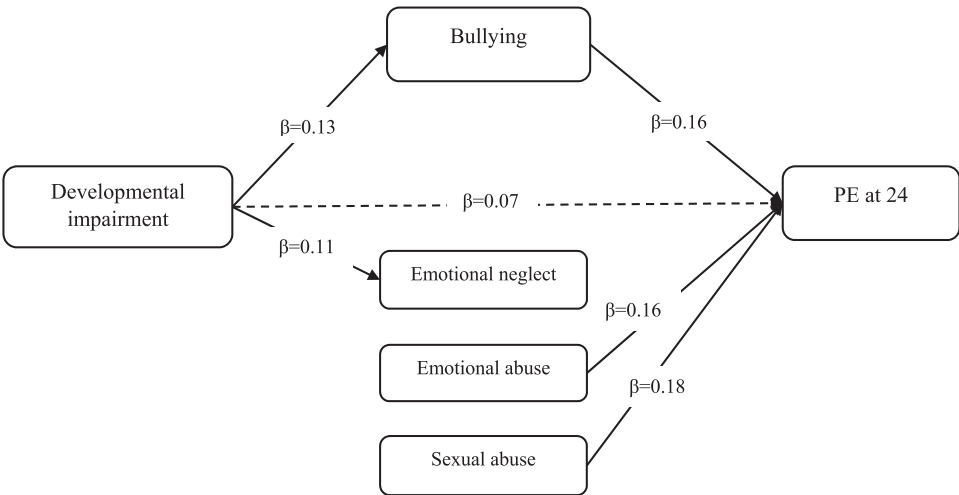 Bullying
β=0.13
β=0.16
Developmental
impairment
β=0.07
PE at 24
β=0.11
Emotional neglect
β=0.16
Emotional abuse
β=0.18
Sexual abuse